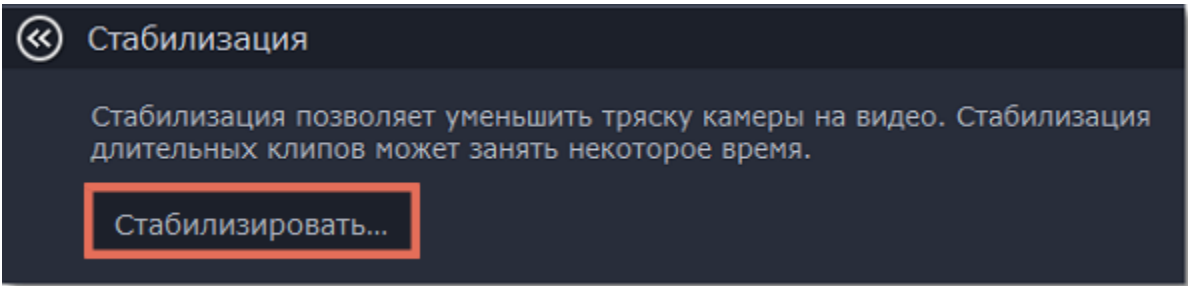 Стабилизация
Стабилизация позволяет уменьшить тряску камеры на видео. Стабилизация
длительных клипов может занять некоторое время.
Стабилизировать...